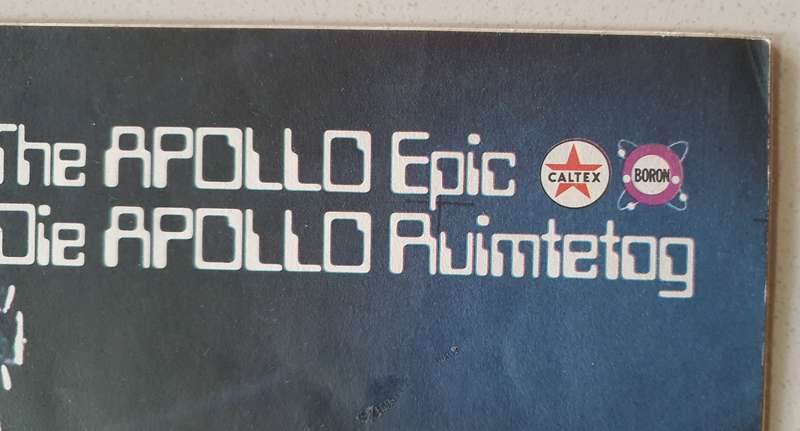 The APOLLO Epic CALTEX BORON
Die APOLLO Ruimtetog